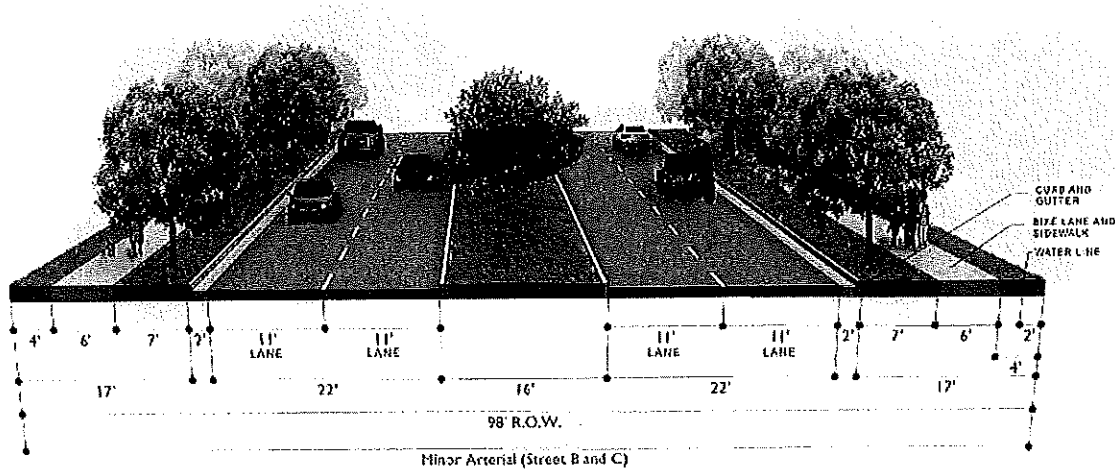 CURB AND
GUTTER
BIKE LANE AND
SIDEWALK
WATER LINE
4' 6' 7' 2' 11' 11' 11' 11' 2' 7' 6' 2'
LANE LANE LANE LANE
4'
17' 22' 16' 22' 17'
98' R.O.W.
Minor Arterial (Street B and C)